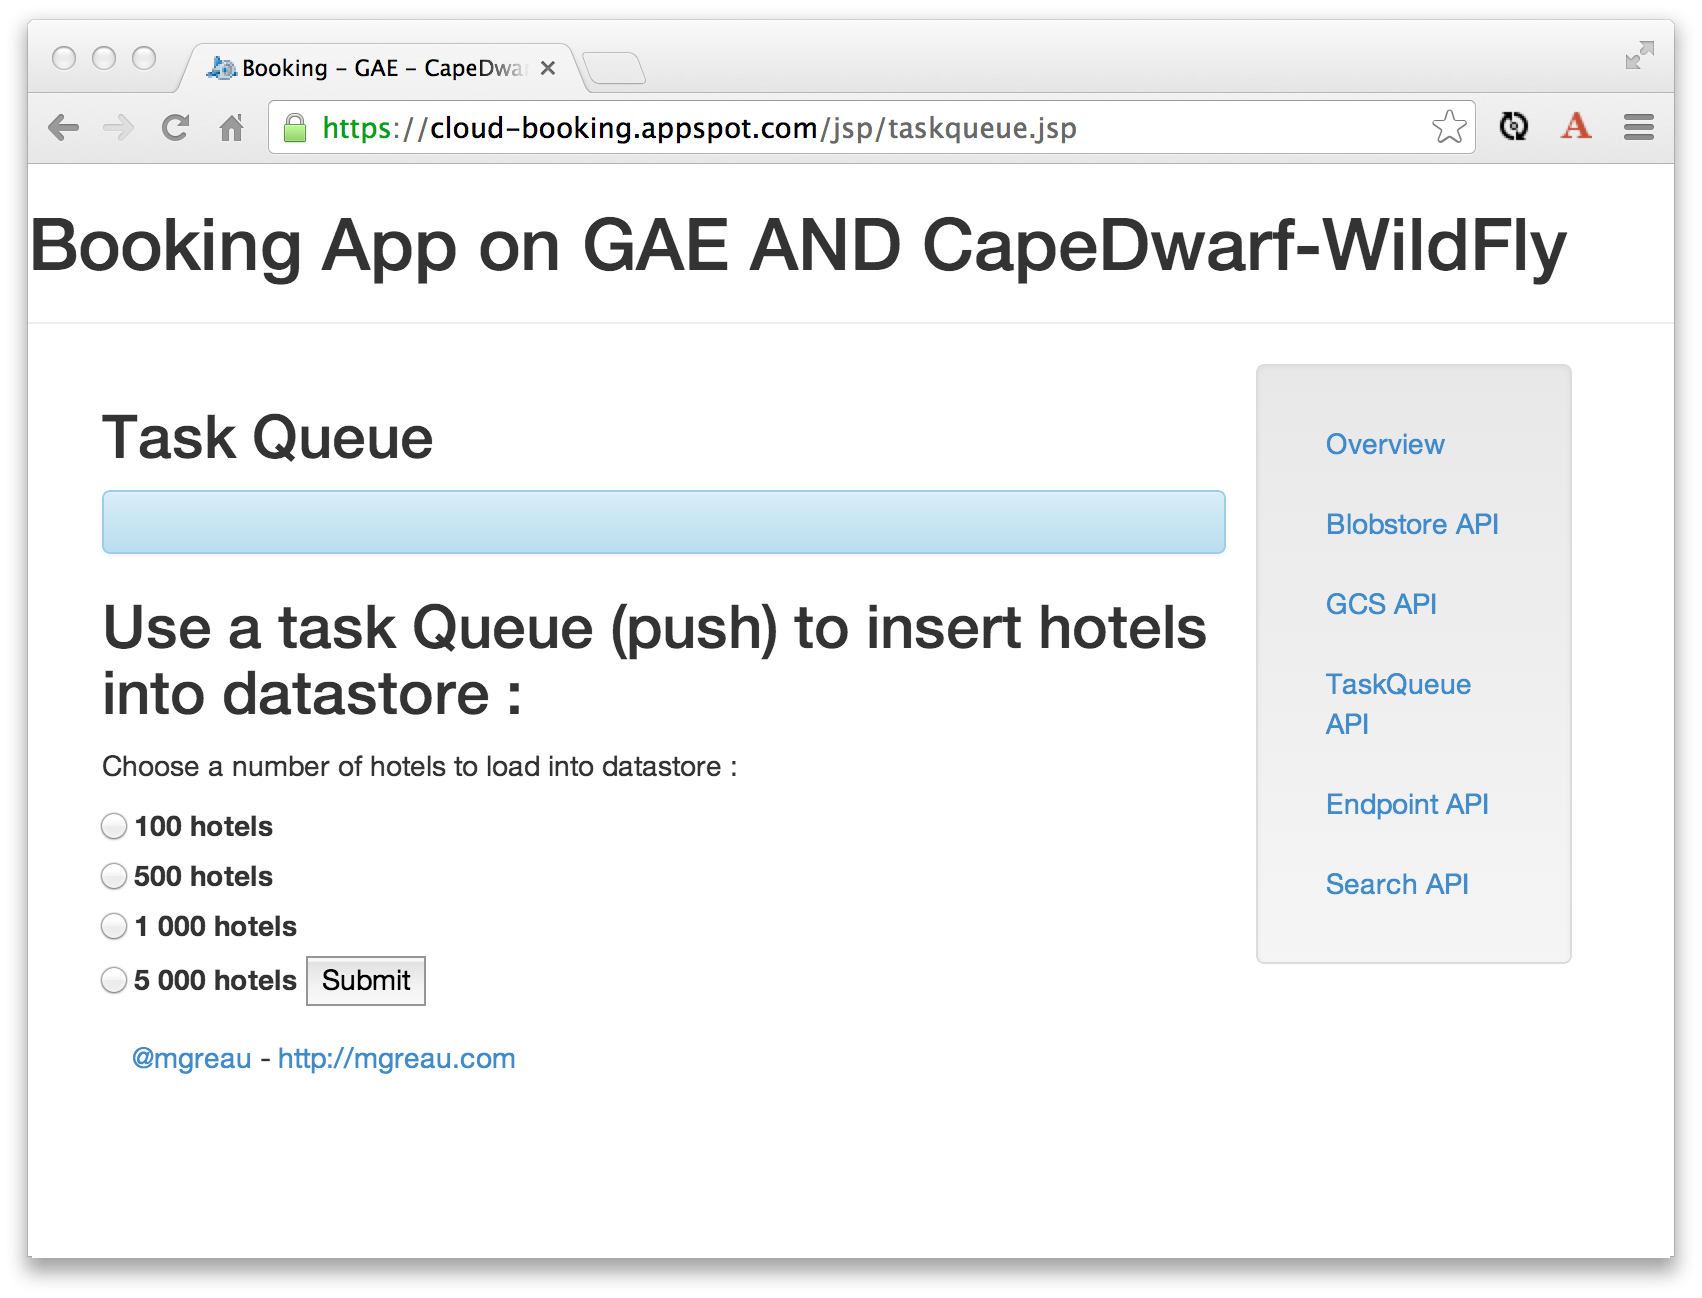 Booking – GAE – CapeDwa
https://cloud-booking.appspot.com/jsp/taskqueue.jsp
A
Booking App on GAE AND CapeDwarf-WildFly
Task Queue
Use a task Queue (push) to insert hotels
into datastore :
Choose a number of hotels to load into datastore :
100 hotels
500 hotels
1 000 hotels
5 000 hotels Submit
@mgreau - http://mgreau.com
Overview
Blobstore API
GCS API
TaskQueue
API
Endpoint API
Search API